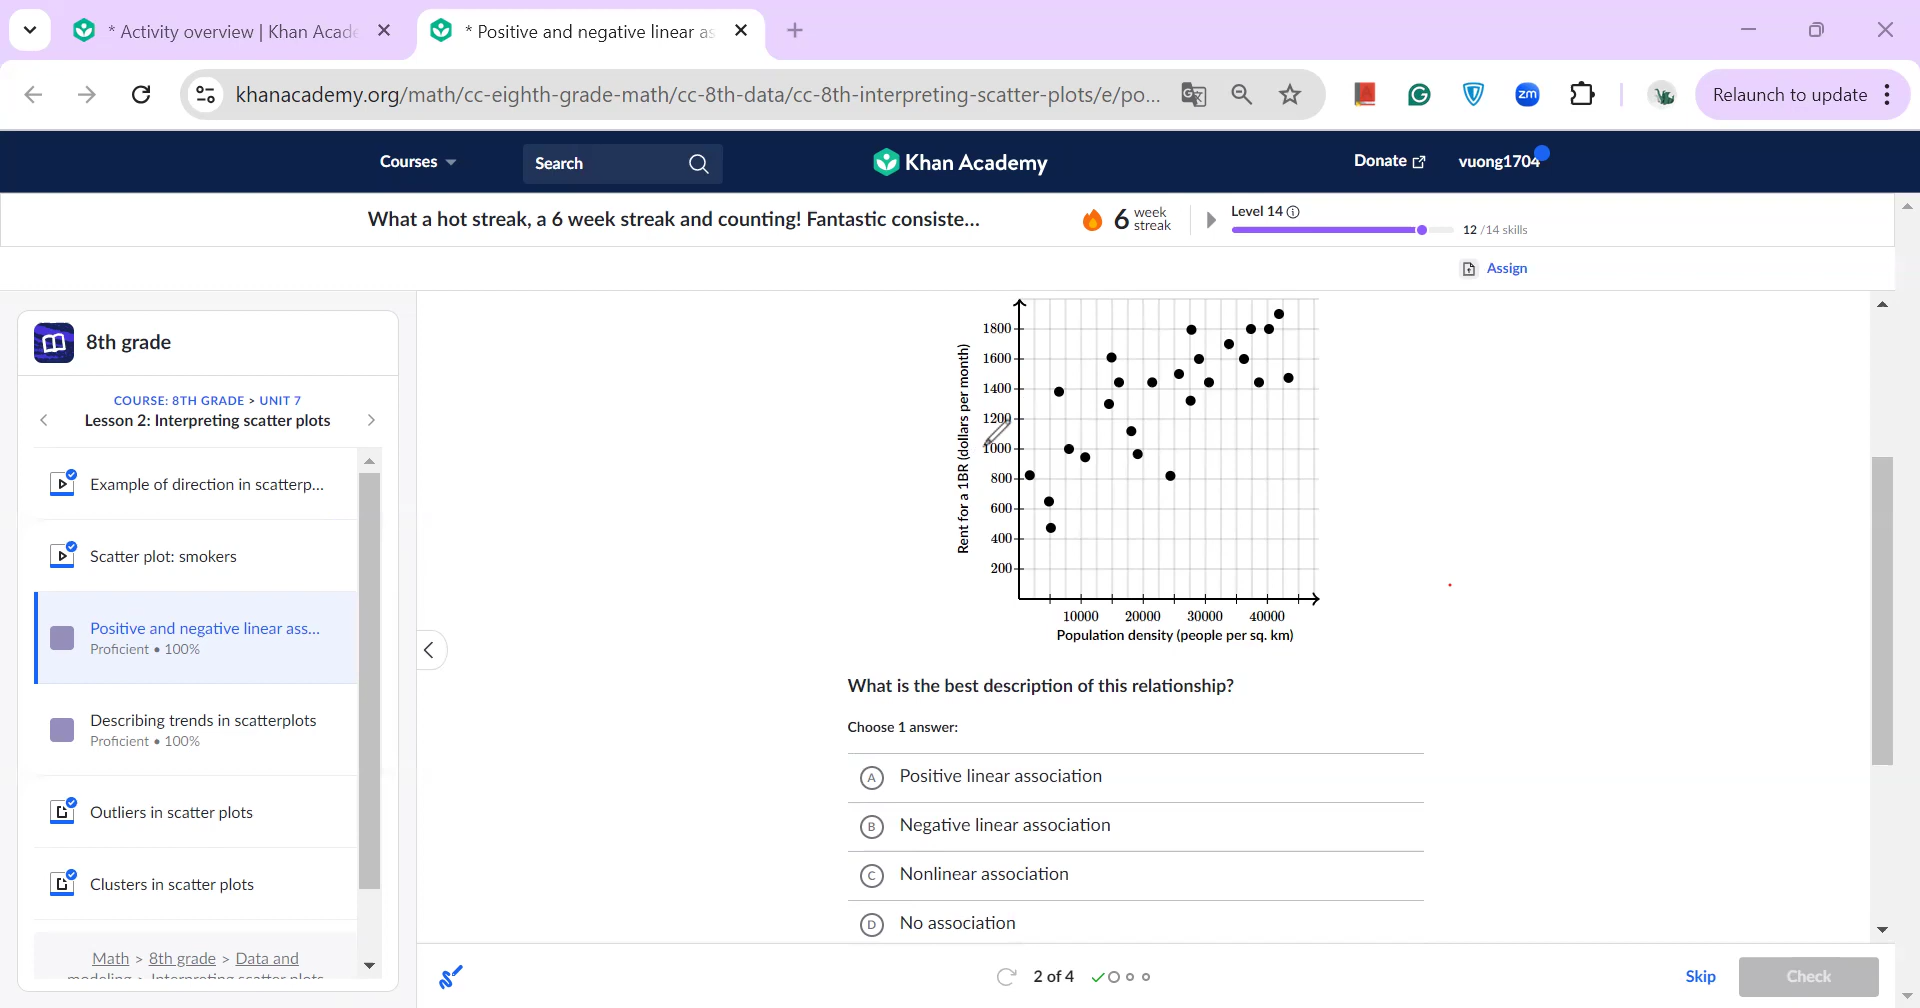 * Activity overview | Khan Acade
* Positive and negative linear as
khanacademy.org/math/cc-eighth-grade-math/cc-8th-data/cc-8th-interpreting-scatter-plots/e/po...
zm
Relaunch to update
Courses
Search
Khan Academy
Donate
vuong1704
What a hot streak, a 6 week streak and counting! Fantastic consiste...
6 week streak
Level 14
12 /14 skills
Assign
8th grade
COURSE: 8TH GRADE > UNIT 7
Lesson 2: Interpreting scatter plots
Example of direction in scatterp...
Scatter plot: smokers
Positive and negative linear ass...
Proficient • 100%
Describing trends in scatterplots
Proficient • 100%
Outliers in scatter plots
Clusters in scatter plots
Math > 8th grade > Data and
modeling > Interpreting scatter plots
Rent for a 1BR (dollars per month)
1800
1600
1400
1200
1000
800
600
400
200
10000 20000 30000 40000
Population density (people per sq. km)
What is the best description of this relationship?
Choose 1 answer:
A Positive linear association
B Negative linear association
C Nonlinear association
D No association
2 of 4
Skip
Check